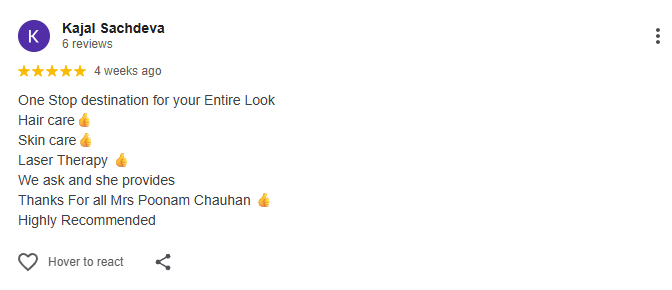 K
Kajal Sachdeva
6 reviews
4 weeks ago
One Stop destination for your Entire Look
Hair care👍
Skin care👍
Laser Therapy 👍
We ask and she provides
Thanks For all Mrs Poonam Chauhan 👍
Highly Recommended
Hover to react